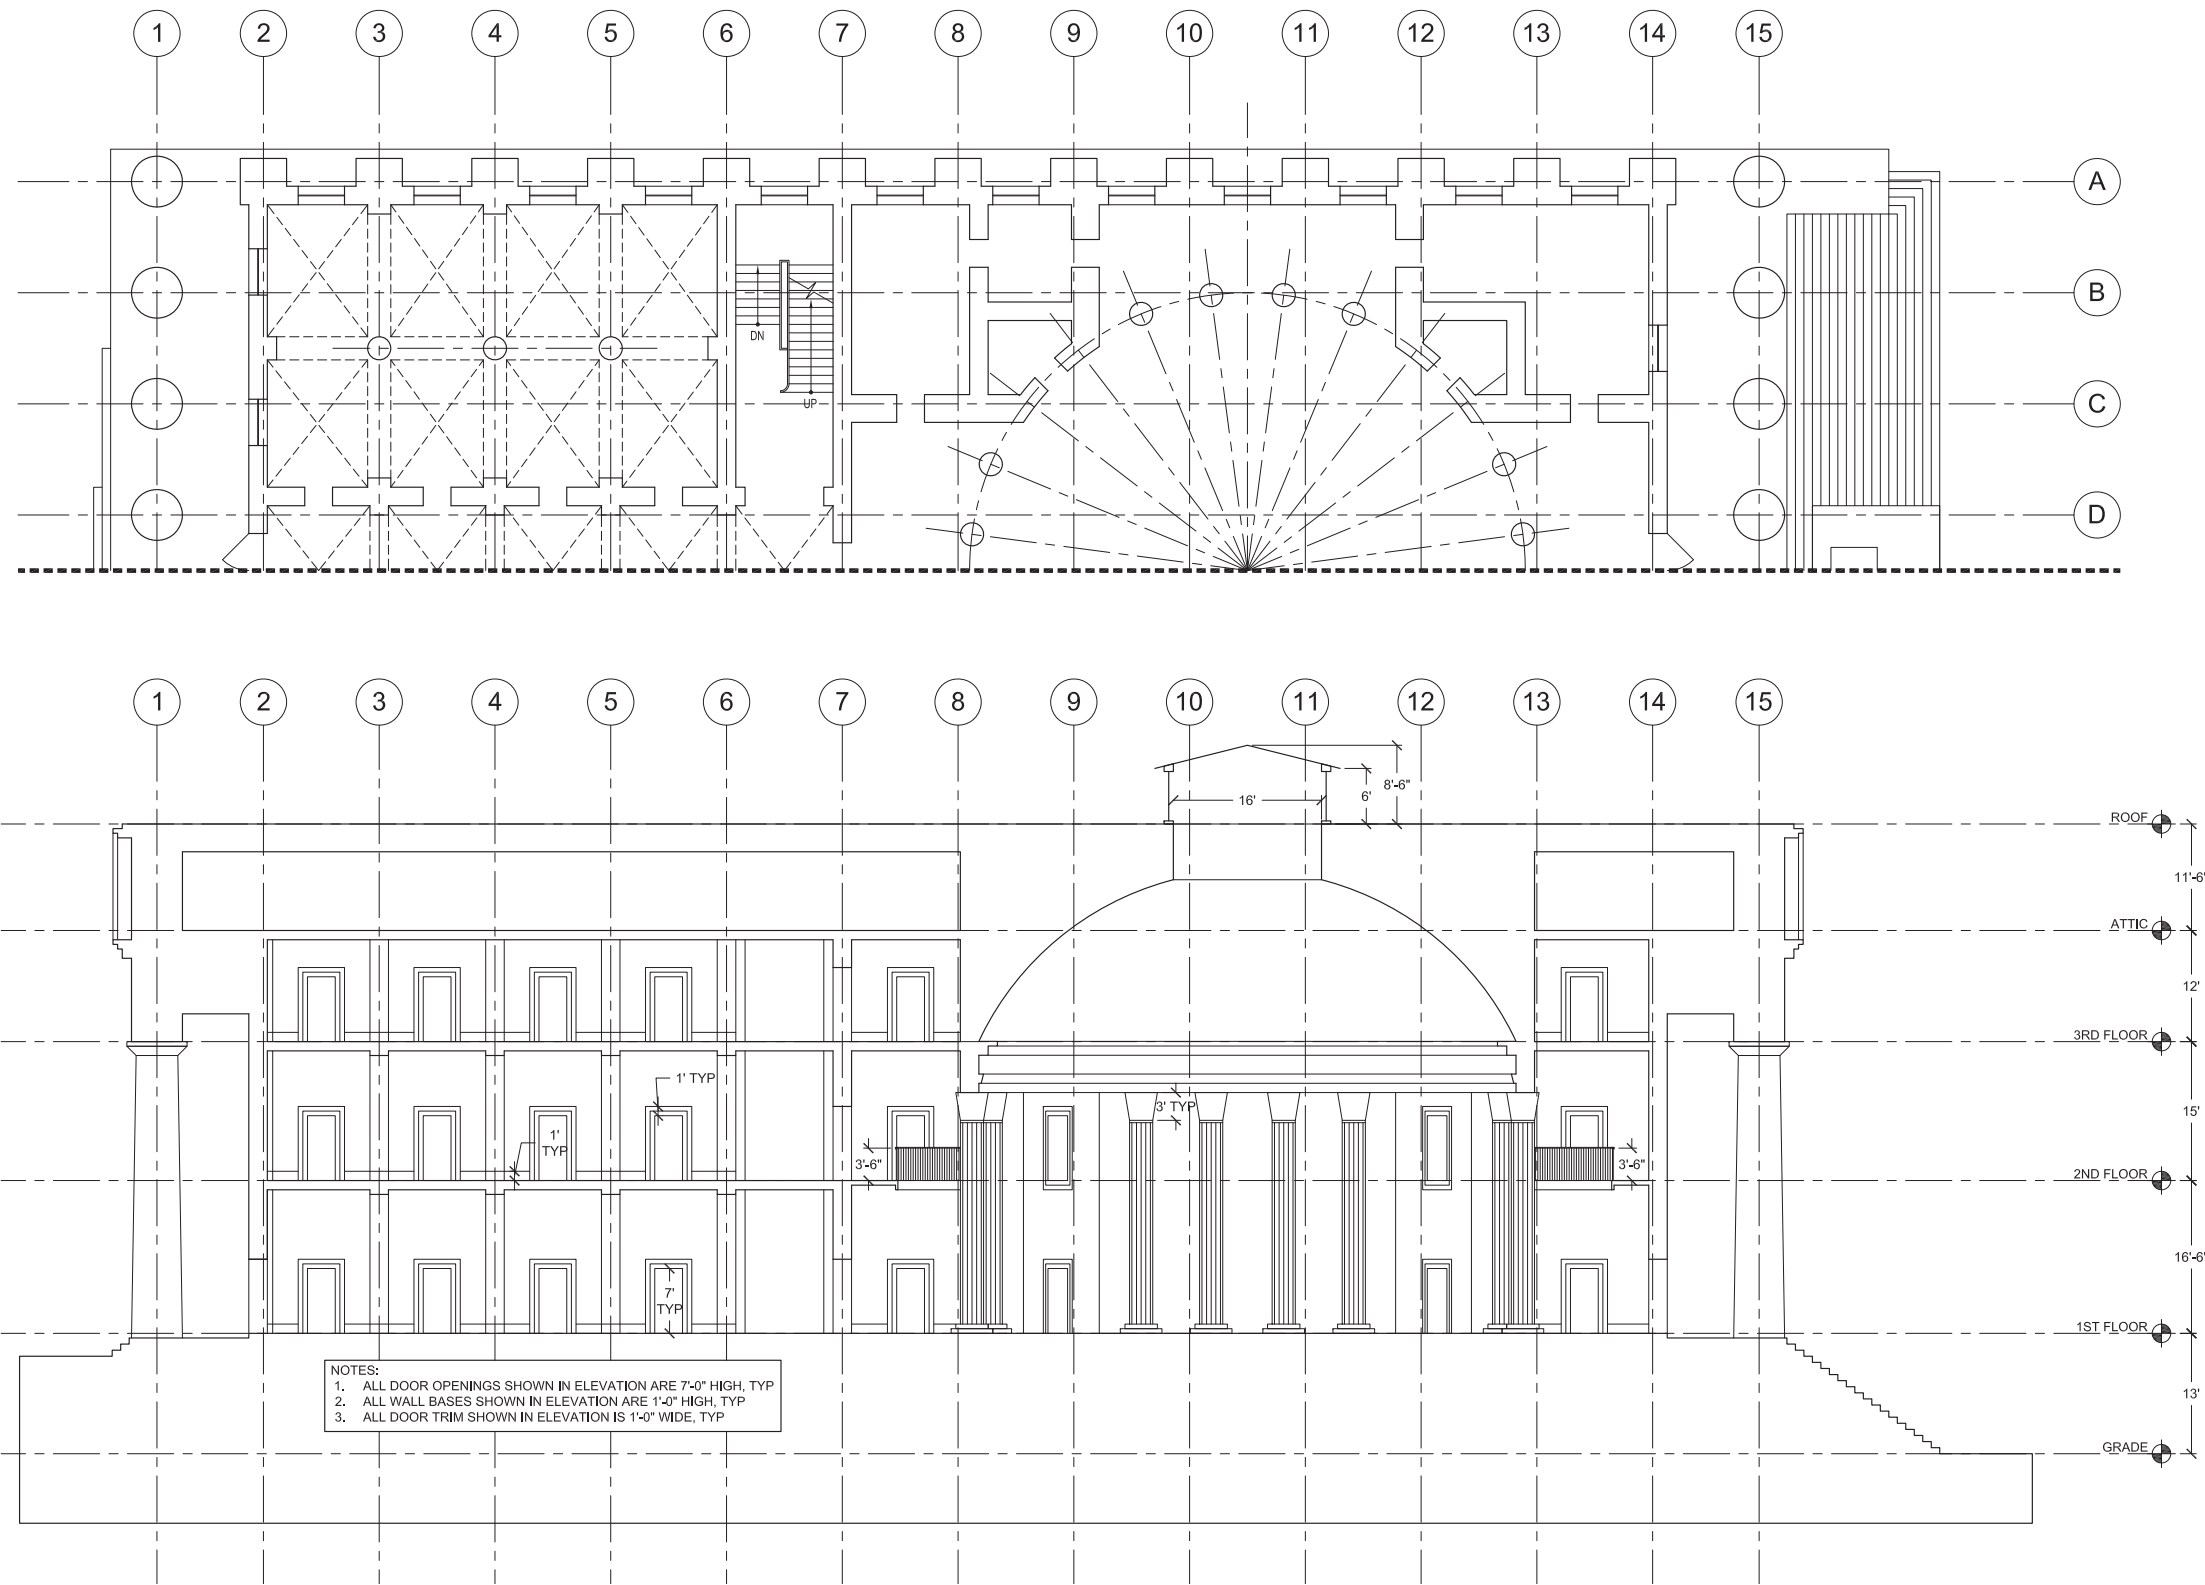 1 2 3 4 5 6 7 8 9 10 11 12 13 14 15
A
B
DN
C
UP
D
1 2 3 4 5 6 7 8 9 10 11 12 13 14 15
16'
6'
8'-6"
ROOF
11'-6"
ATTIC
12'
3RD FLOOR
1' TYP
3' TYP
15'
1'
TYP
3'-6"
3'-6"
2ND FLOOR
16'-6"
7'
TYP
1ST FLOOR
NOTES:
1. ALL DOOR OPENINGS SHOWN IN ELEVATION ARE 7'-0" HIGH, TYP
2. ALL WALL BASES SHOWN IN ELEVATION ARE 1'-0" HIGH, TYP
3. ALL DOOR TRIM SHOWN IN ELEVATION IS 1'-0" WIDE, TYP
13'
GRADE